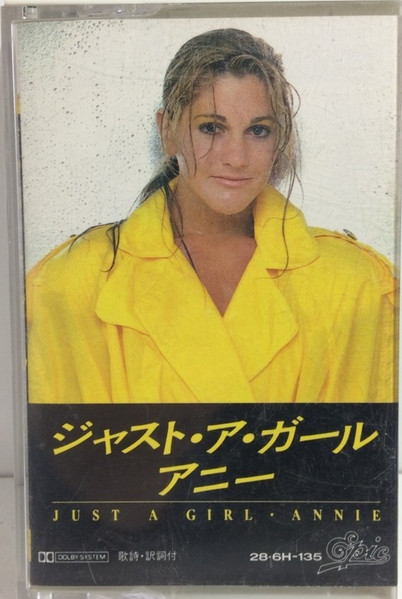 ジャスト・ア・ガール
アニー
JUST A GIRL · ANNIE
DOLBY SYSTEM 歌詩・訳詞付 28・6H-135 Epic